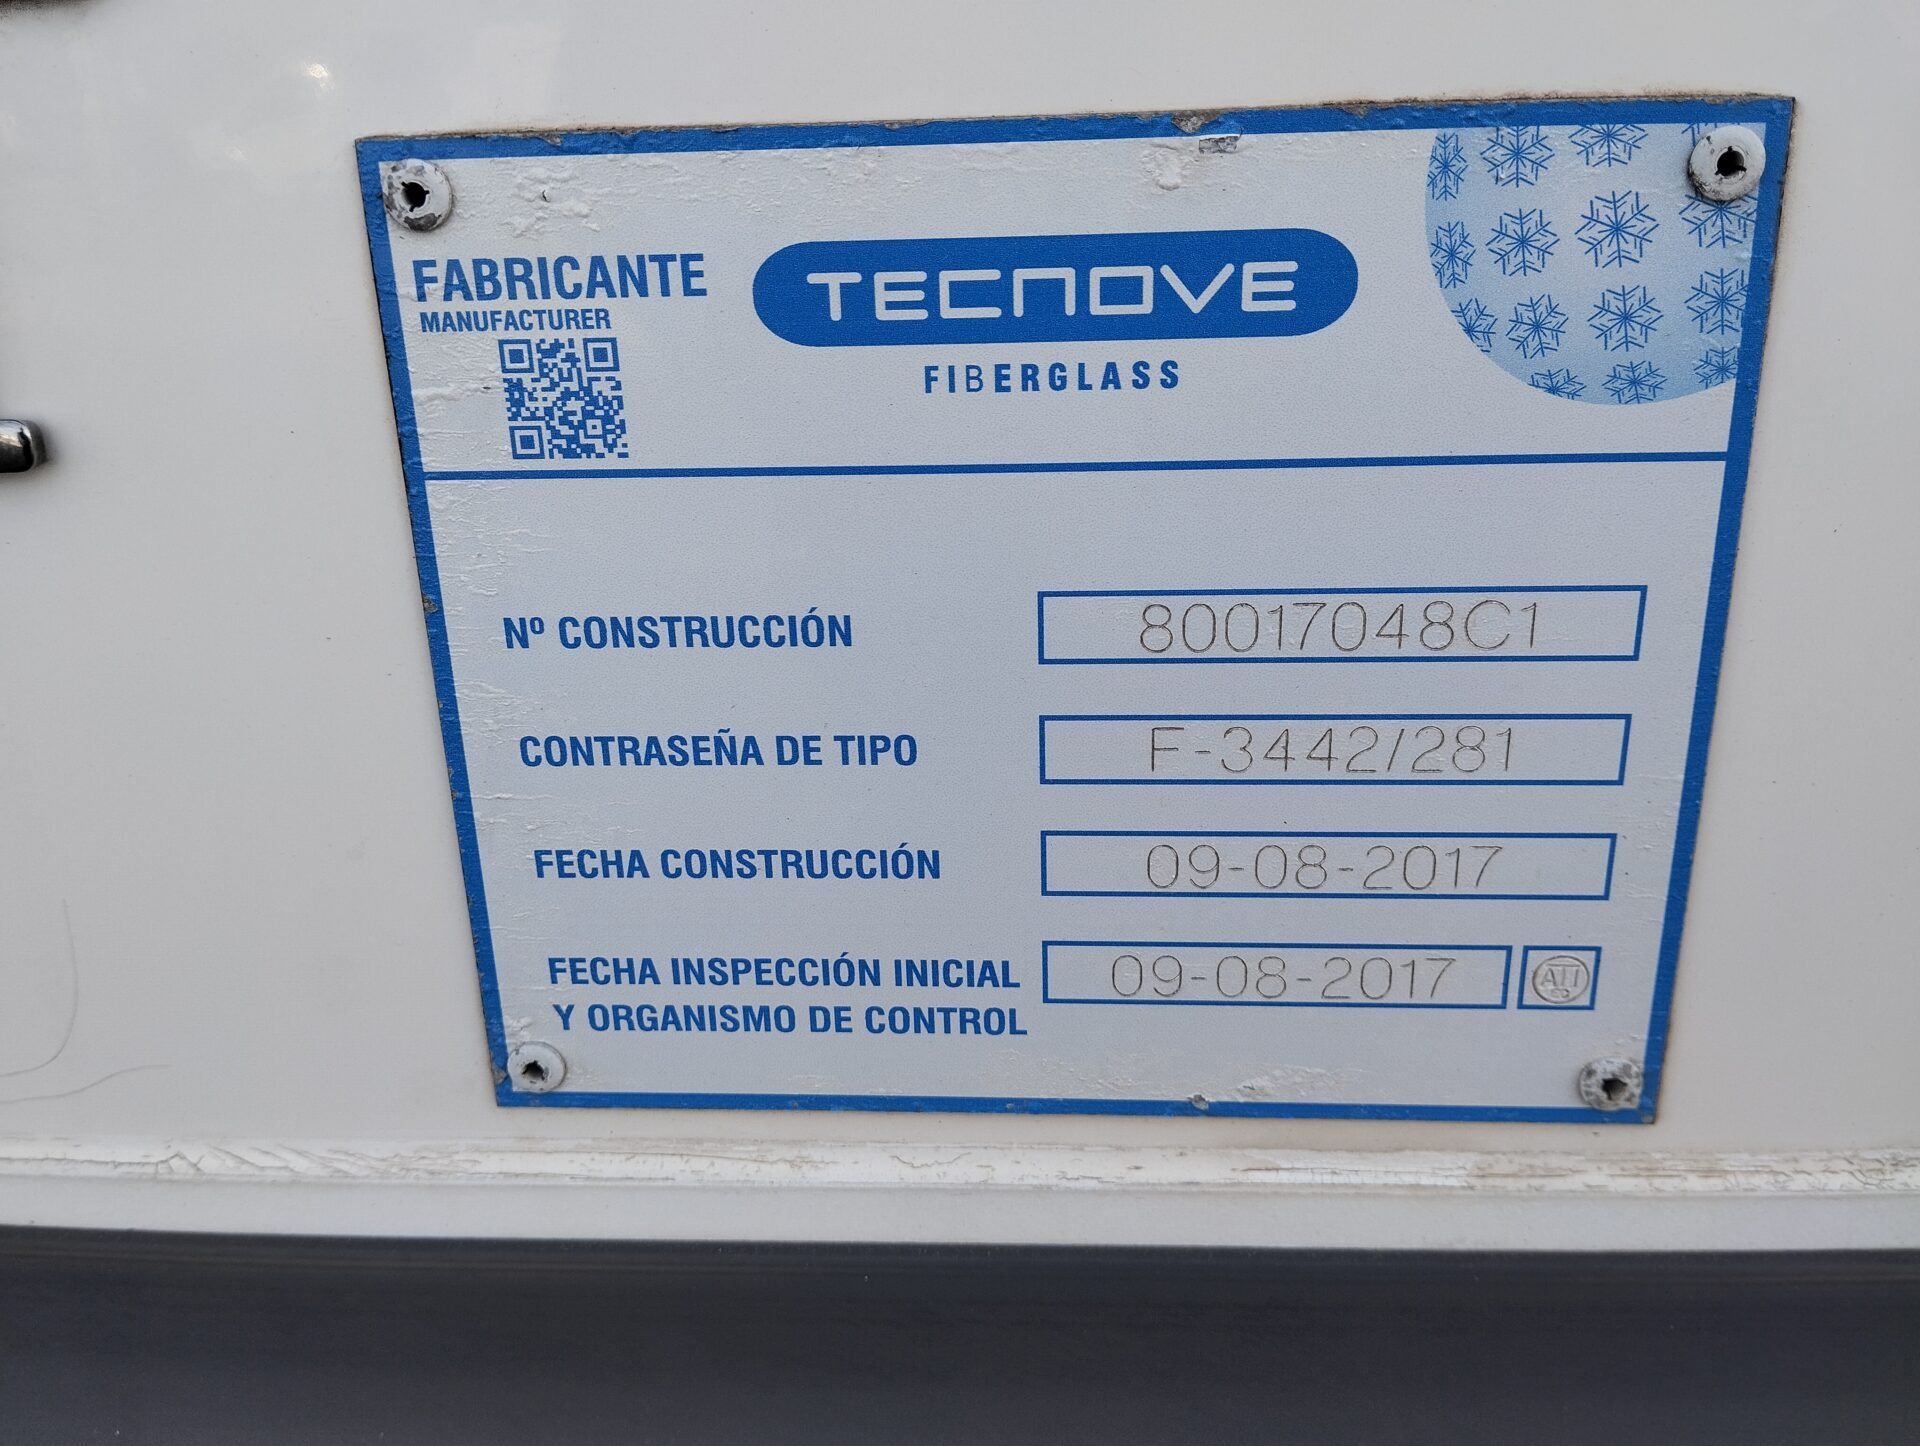 FABRICANTE
MANUFACTURER
TECNOVE
FIBERGLASS
Nº CONSTRUCCIÓN 80017048C1
CONTRASEÑA DE TIPO F-3442/281
FECHA CONSTRUCCIÓN 09-08-2017
FECHA INSPECCIÓN INICIAL 09-08-2017 ATI
Y ORGANISMO DE CONTROL